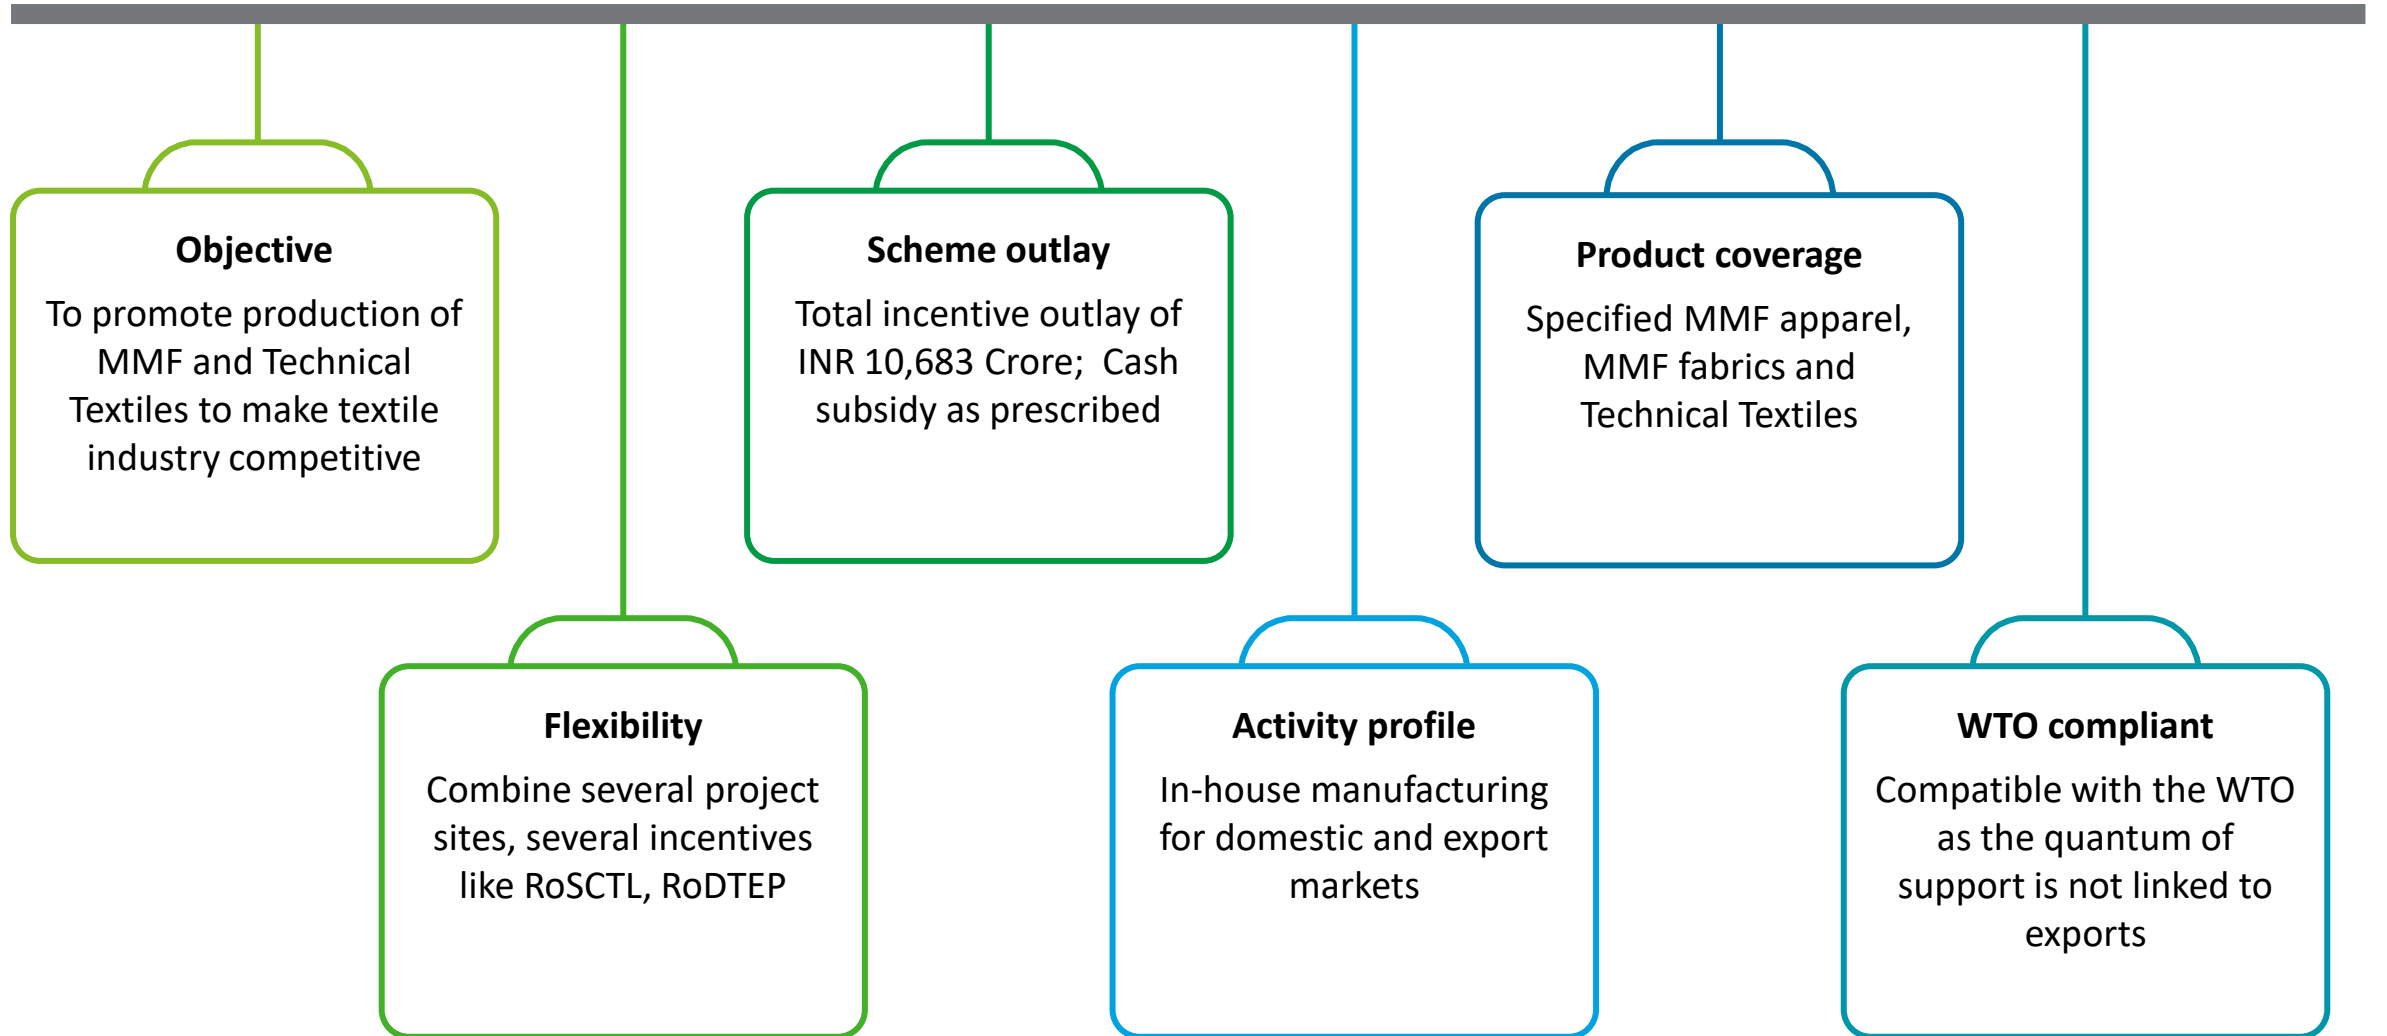 Objective
To promote production of
MMF and Technical
Textiles to make textile
industry competitive
Scheme outlay
Total incentive outlay of
INR 10,683 Crore;  Cash
subsidy as prescribed
Product coverage
Specified MMF apparel,
MMF fabrics and
Technical Textiles
Flexibility
Combine several project
sites, several incentives
like RoSCTL, RoDTEP
Activity profile
In-house manufacturing
for domestic and export
markets
WTO compliant
Compatible with the WTO
as the quantum of
support is not linked to
exports